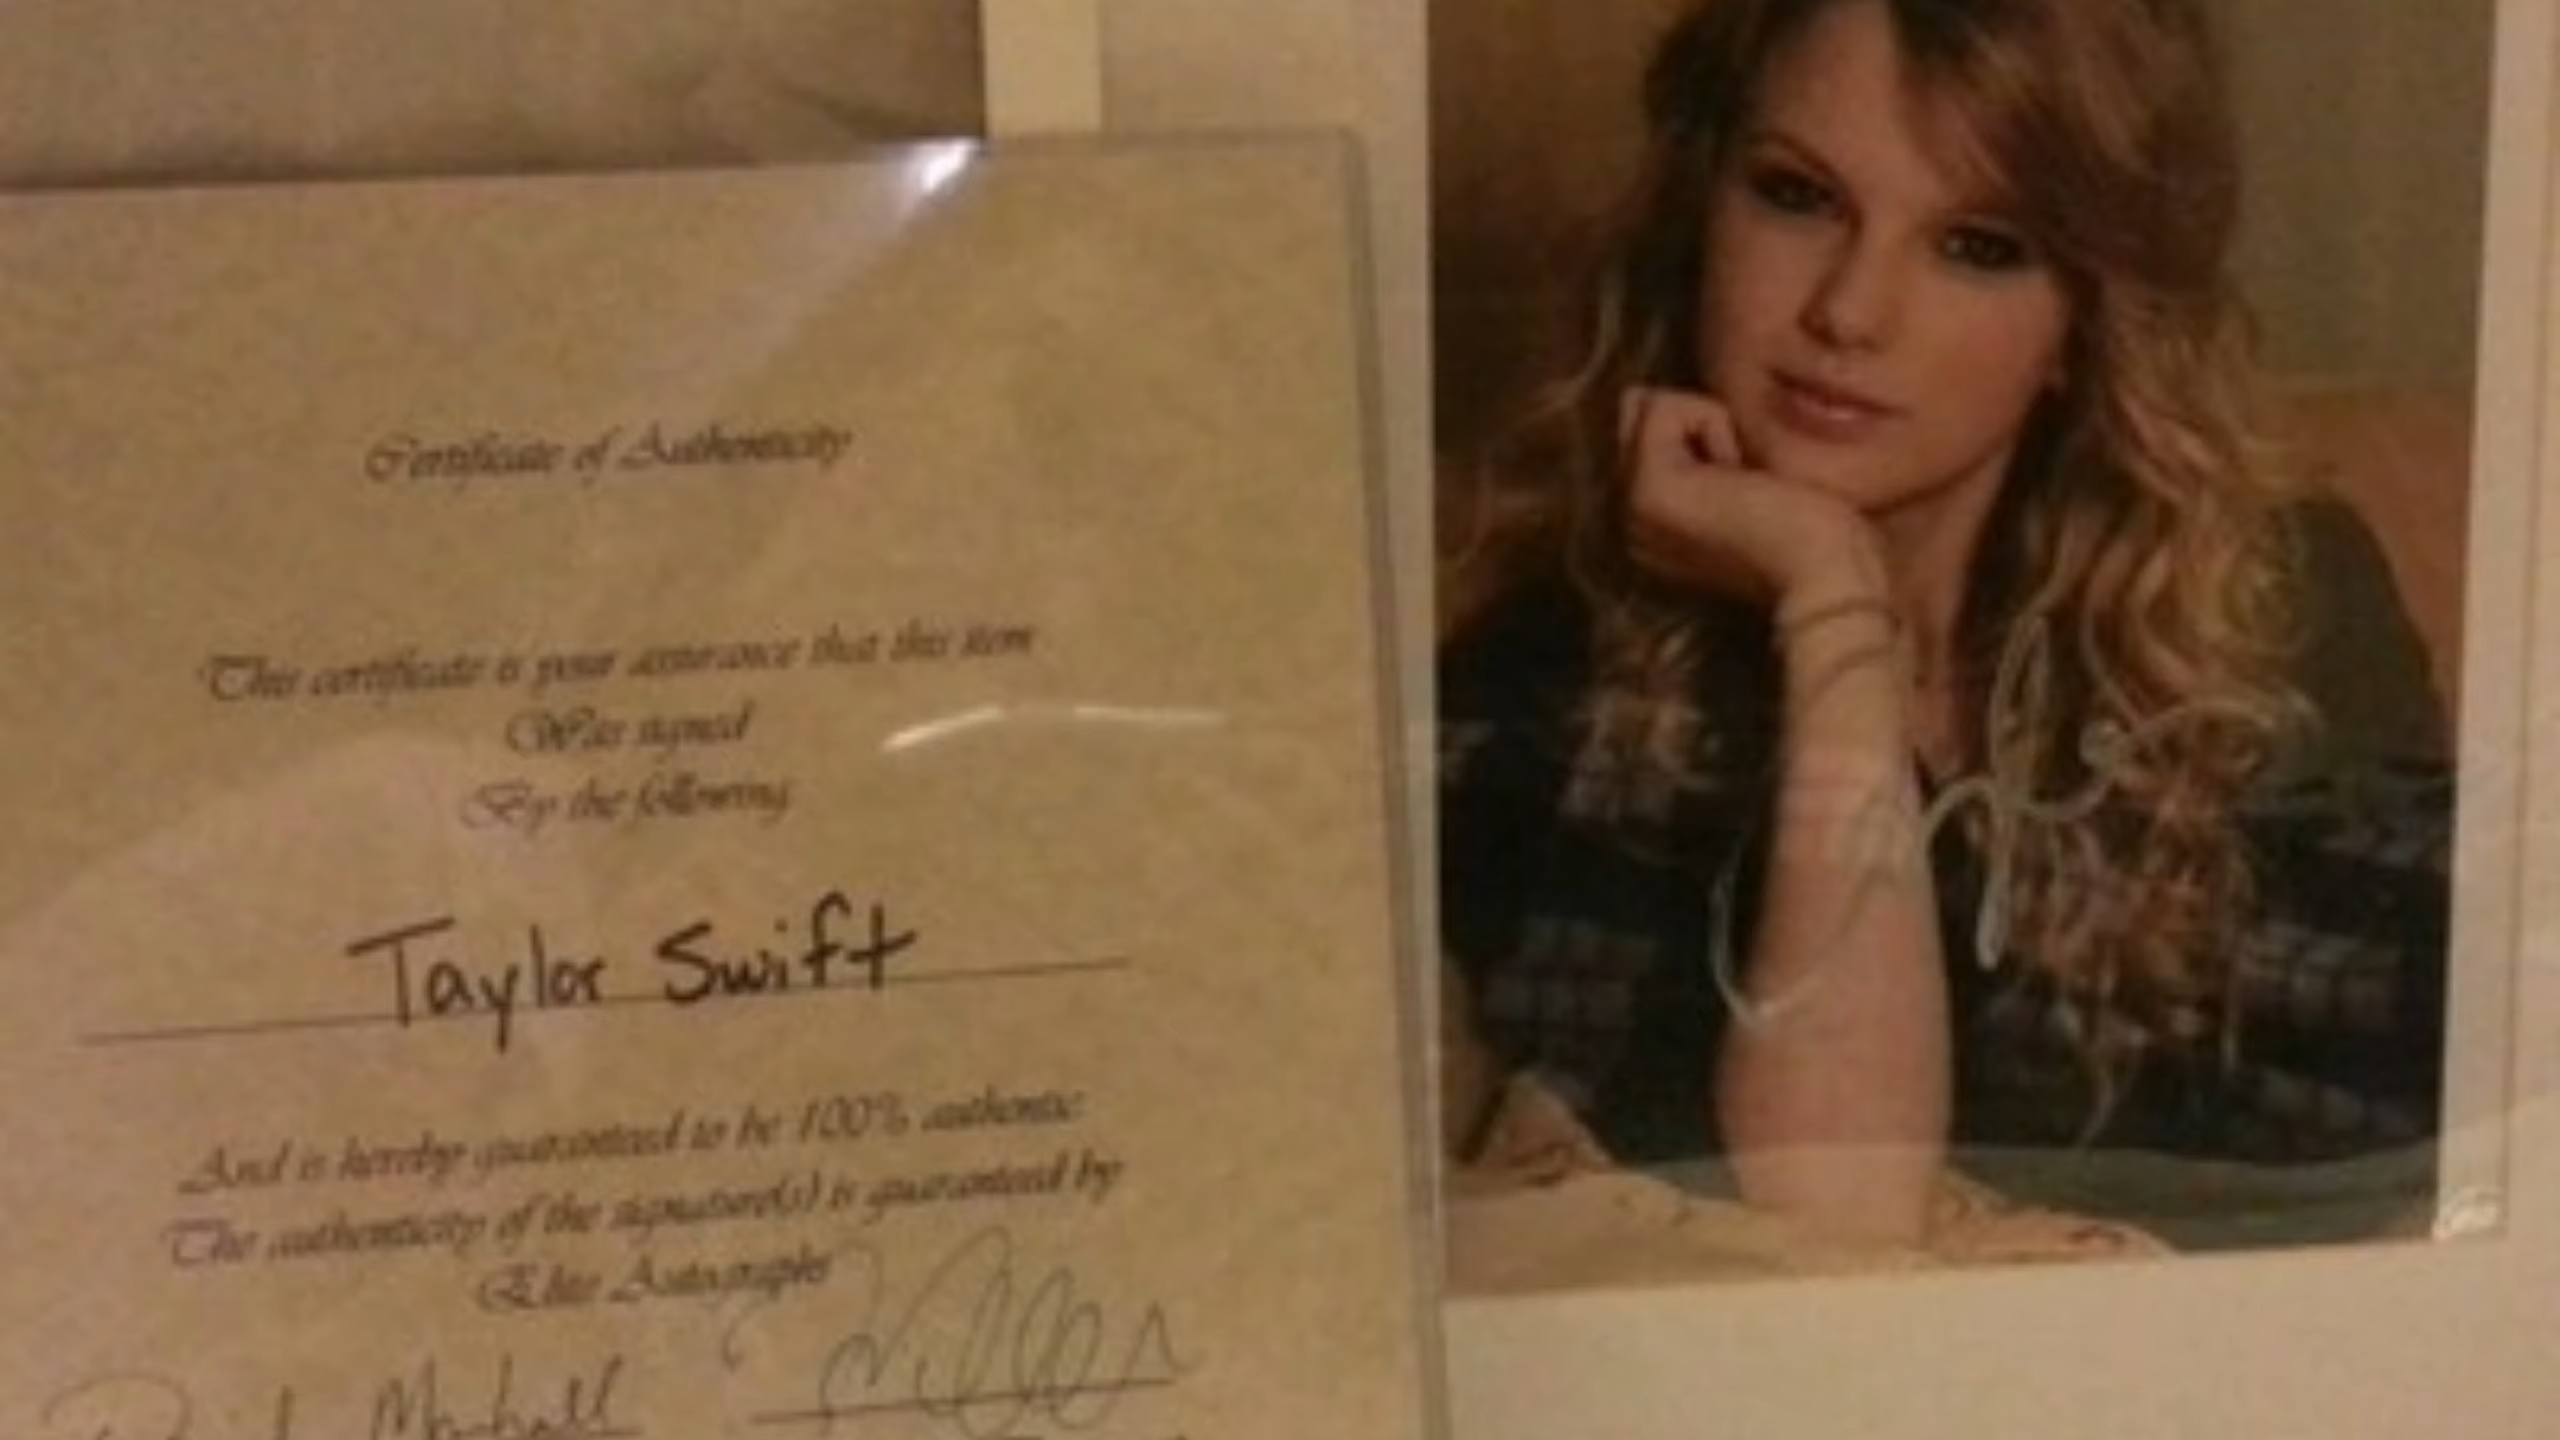 Certificate of Authenticity
This certificate is your assurance that this item
Was signed
By the following
Taylor Swift
And is hereby guaranteed to be 100% authentic
The authenticity of the signature(s) is guaranteed by
Elite Autographs
Marshall